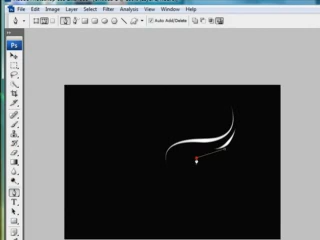 File Edit Image Layer Select Filter Analysis View Window Help
Auto Add/Delete
Ps
T